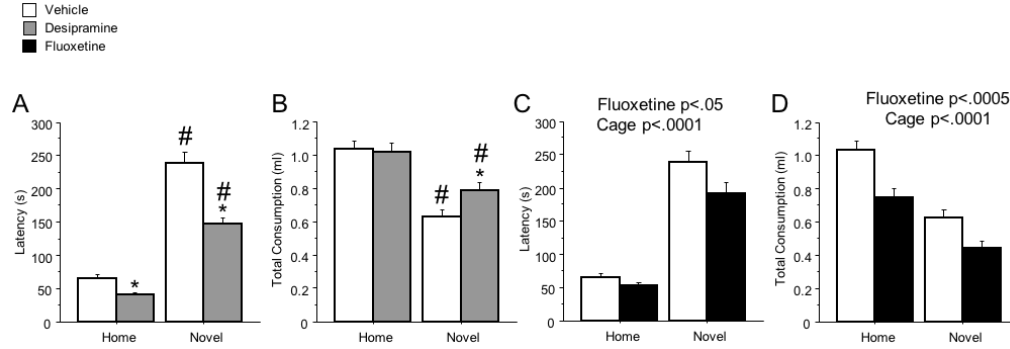 Vehicle
Desipramine
Fluoxetine
A
Latency (s)
300
250
200
150
100
50
0
#
#
*
*
Home
Novel
B
Total Consumption (ml)
1.2
1.0
0.8
0.6
0.4
0.2
0
#
#
*
Home
Novel
C
Fluoxetine p<.05
Cage p<.0001
Latency (s)
300
250
200
150
100
50
0
Home
Novel
D
Fluoxetine p<.0005
Cage p<.0001
Total Consumption (ml)
1.2
1.0
0.8
0.6
0.4
0.2
0
Home
Novel